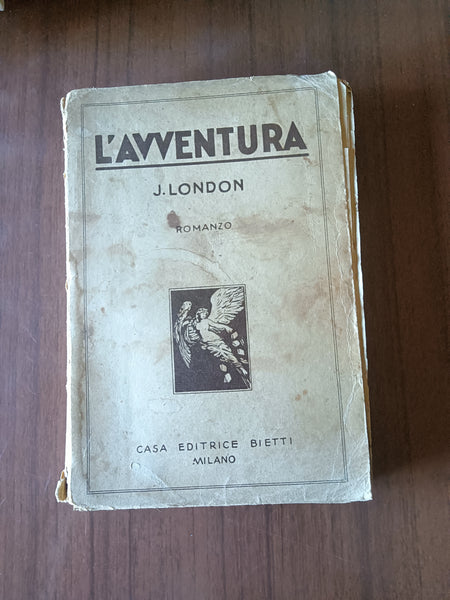 L'AVVENTURA
J. LONDON
ROMANZO
CASA EDITRICE BIETTI
MILANO